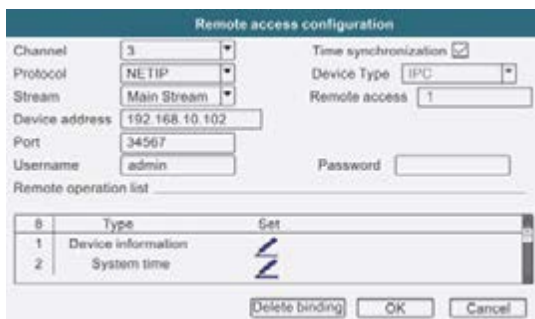 Remote access configuration
Channel 3 Time synchronization
Protocol NETIP Device Type IPC
Stream Main Stream Remote access 1
Device address 192.168.10.102
Port 34567
Username admin Password
Remote operation list
8 Type Set
1 Device information
2 System time
Delete binding OK Cancel